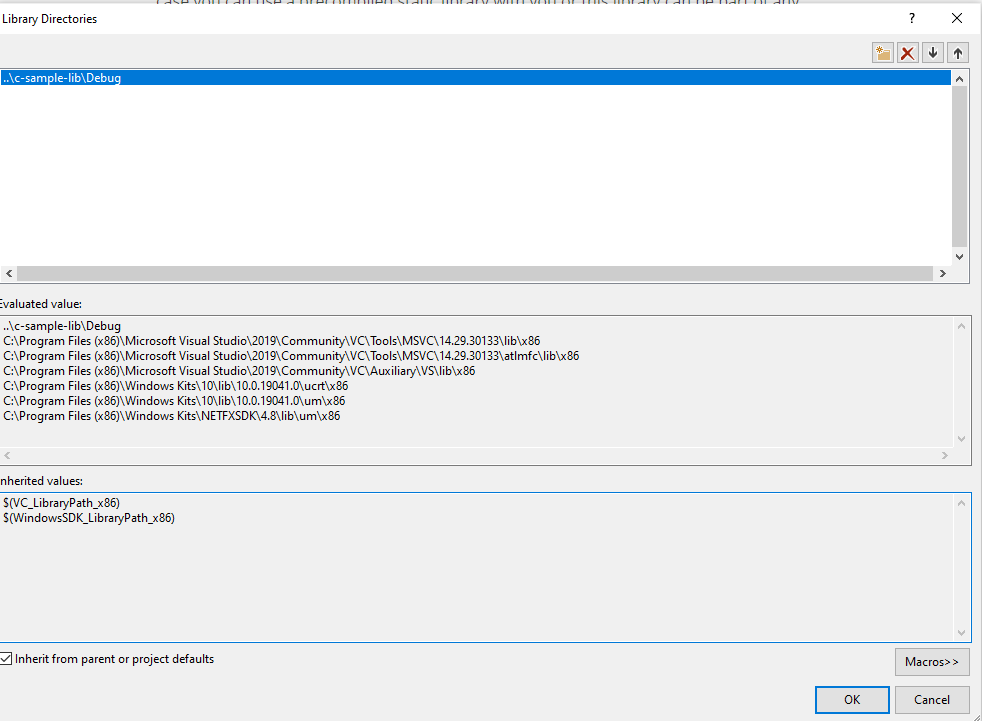 Library Directories
?
..\c-sample-lib\Debug
Evaluated value:
..\c-sample-lib\Debug
C:\Program Files (x86)\Microsoft Visual Studio\2019\Community\VC\Tools\MSVC\14.29.30133\lib\x86
C:\Program Files (x86)\Microsoft Visual Studio\2019\Community\VC\Tools\MSVC\14.29.30133\atlmfc\lib\x86
C:\Program Files (x86)\Microsoft Visual Studio\2019\Community\VC\Auxiliary\VS\lib\x86
C:\Program Files (x86)\Windows Kits\10\lib\10.0.19041.0\ucrt\x86
C:\Program Files (x86)\Windows Kits\10\lib\10.0.19041.0\um\x86
C:\Program Files (x86)\Windows Kits\NETFXSDK\4.8\lib\um\x86
nherited values:
$(VC_LibraryPath_x86)
$(WindowsSDK_LibraryPath_x86)
Inherit from parent or project defaults
Macros>>
OK
Cancel